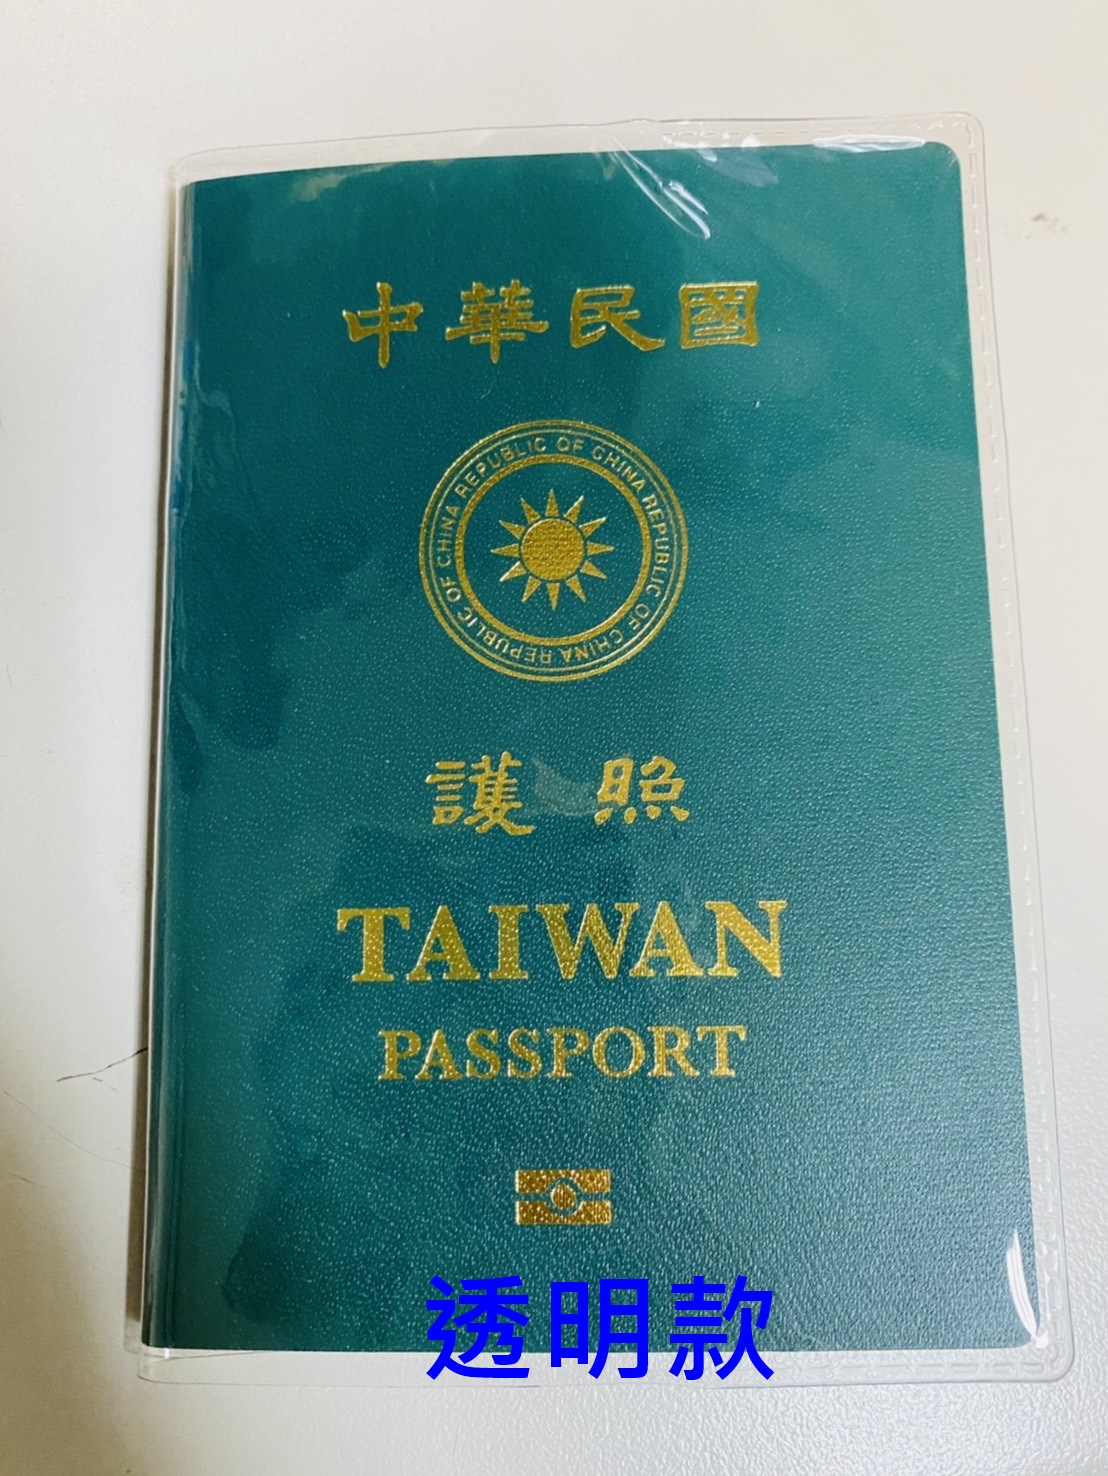 中華民國
REPUBLIC OF CHINA REPUBLIC OF CHINA REPUBLIC OF CHINA
護照
TAIWAN
PASSPORT
透明款